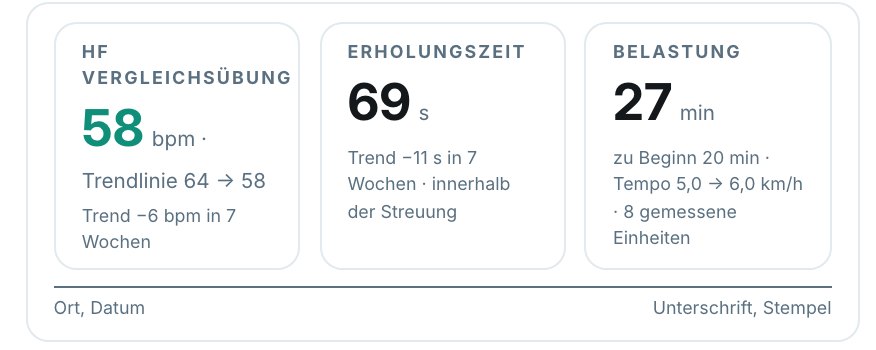 HF
VERGLEICHSÜBUNG
58 bpm ·
Trendlinie 64 → 58
Trend −6 bpm in 7
Wochen
ERHOLUNGSZEIT
69 s
Trend −11 s in 7
Wochen · innerhalb
der Streuung
BELASTUNG
27 min
zu Beginn 20 min ·
Tempo 5,0 → 6,0 km/h
· 8 gemessene
Einheiten
Ort, Datum
Unterschrift, Stempel